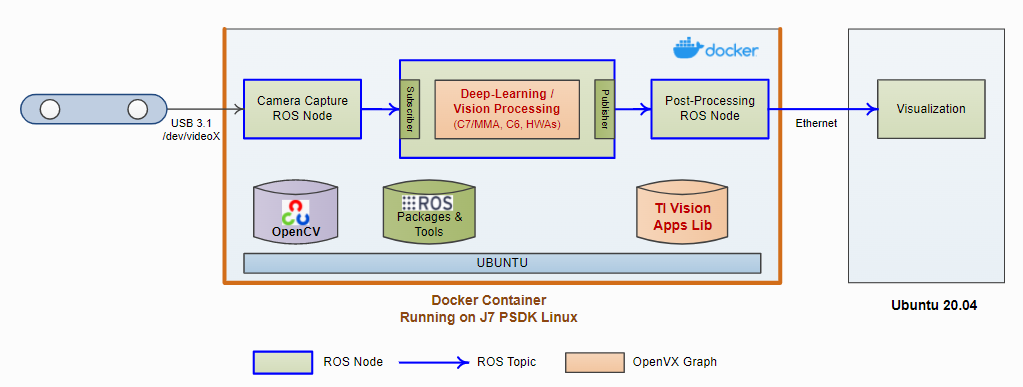 docker
Camera Capture
ROS Node
Subscriber
Deep-Learning /
Vision Processing
(C7/MMA, C6, HWAs)
Publisher
Post-Processing
ROS Node
Visualization
USB 3.1
/dev/videoX
Ethernet
OpenCV
ROS
Packages &
Tools
TI Vision
Apps Lib
UBUNTU
Docker Container
Running on J7 PSDK Linux
Ubuntu 20.04
ROS Node
ROS Topic
OpenVX Graph